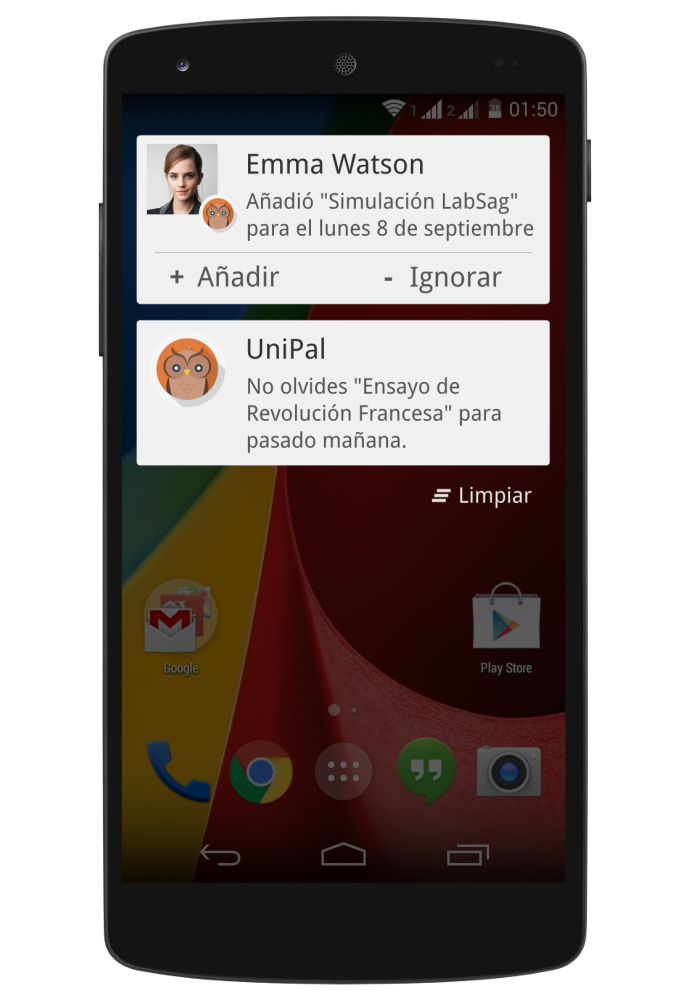 1 2 38 01:50
Emma Watson
Añadió "Simulación LabSag"
para el lunes 8 de septiembre
+ Añadir - Ignorar
UniPal
No olvides "Ensayo de
Revolución Francesa" para
pasado mañana.
Limpiar
Google Play Store